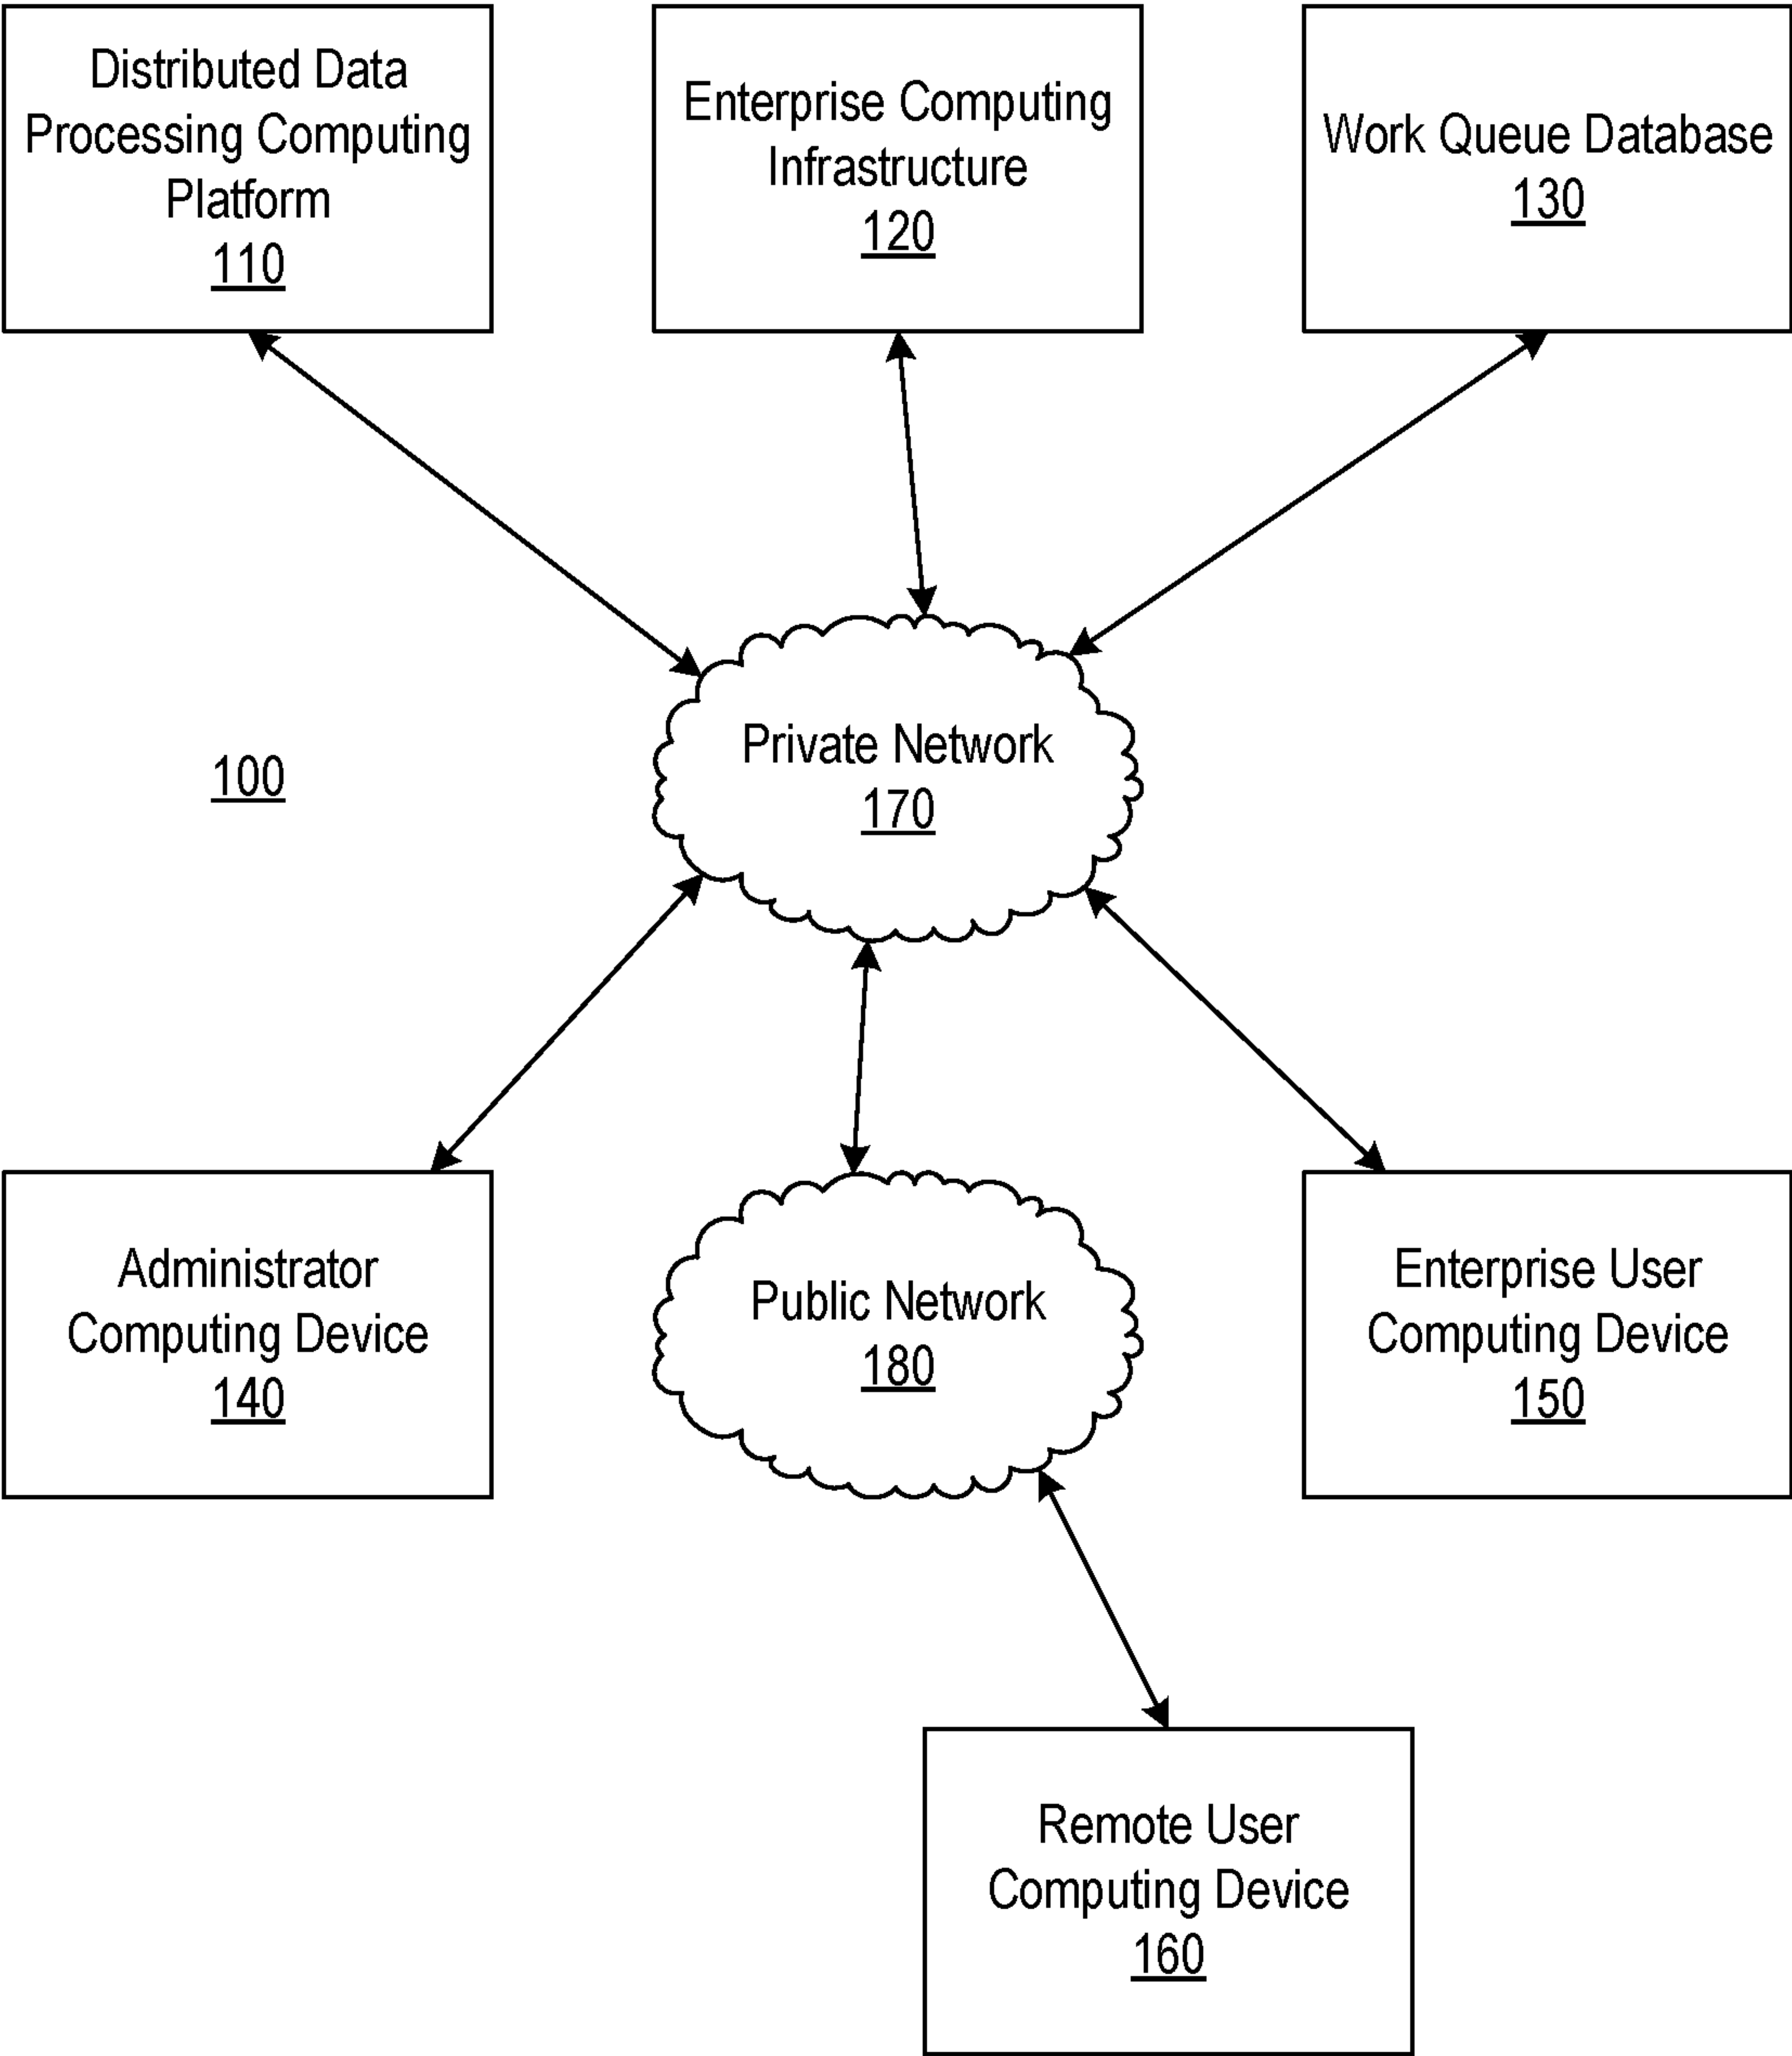 Distributed Data
Processing Computing
Platform
110
Enterprise Computing
Infrastructure
120
Work Queue Database
130
Private Network
170
100
Administrator
Computing Device
140
Public Network
180
Enterprise User
Computing Device
150
Remote User
Computing Device
160